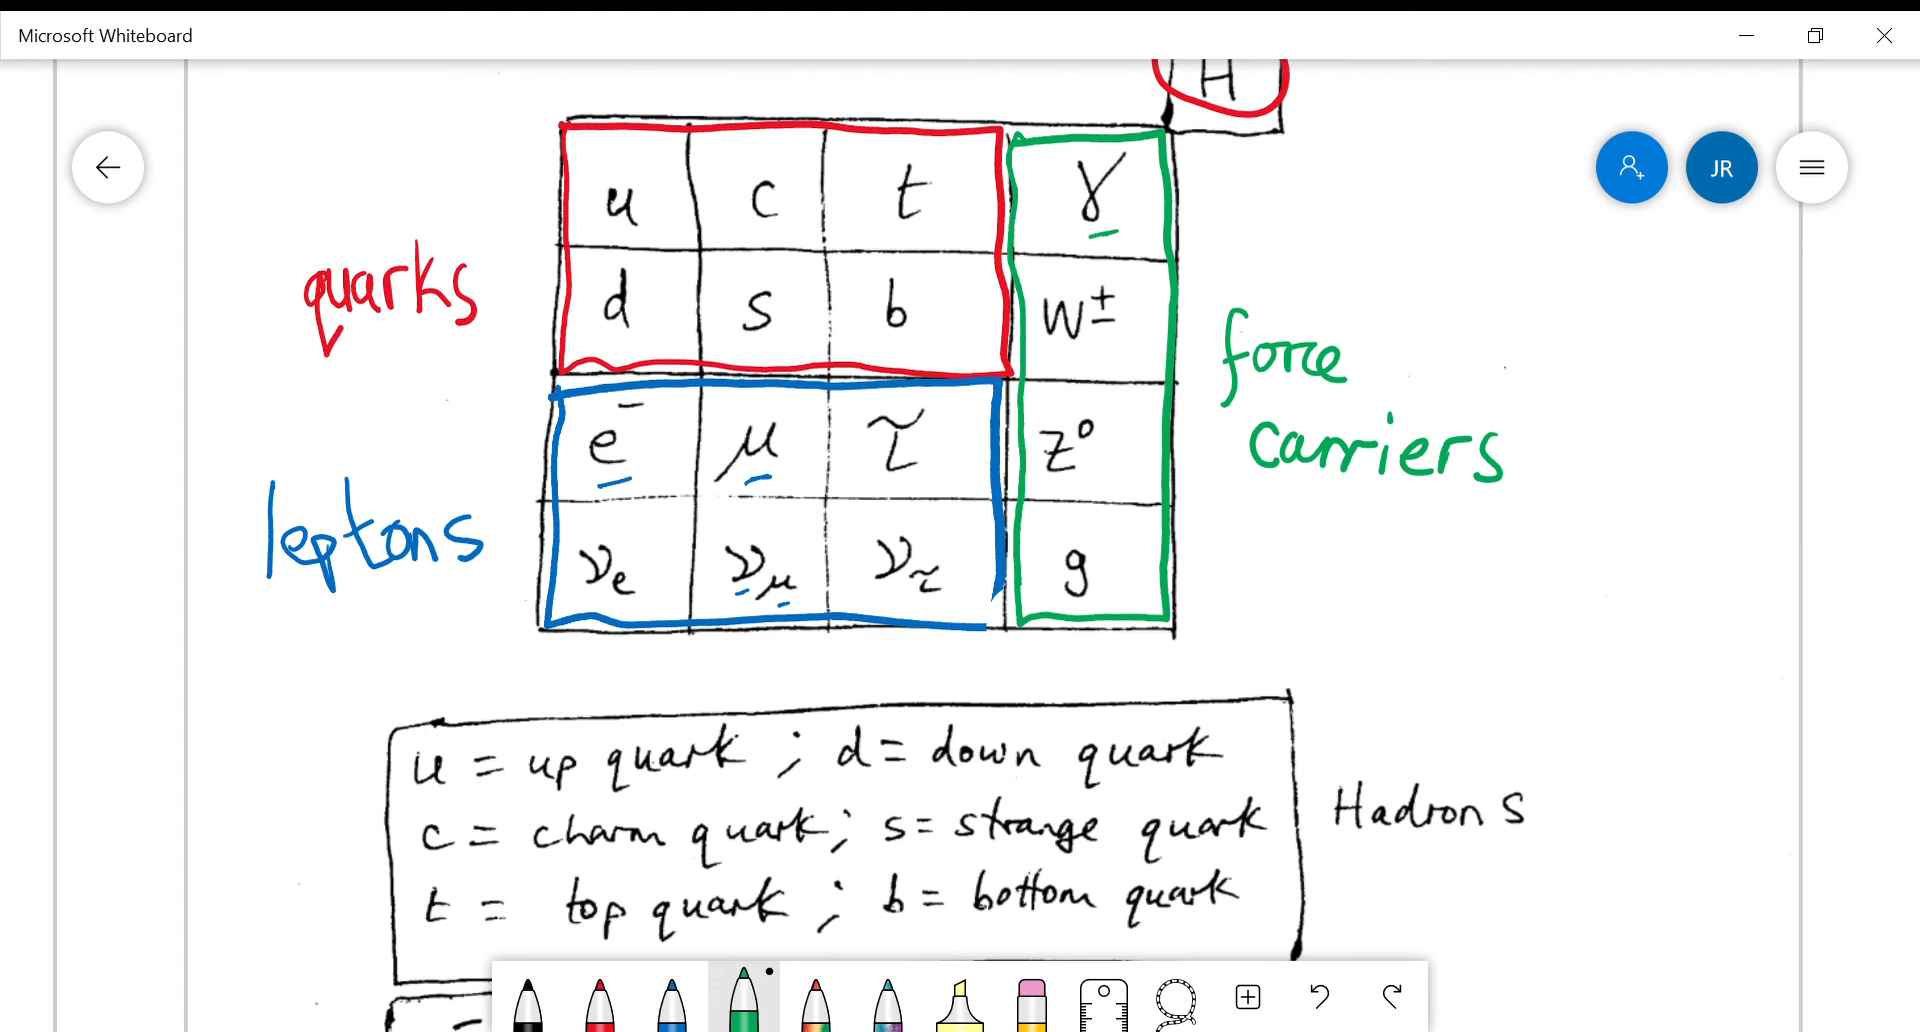 Microsoft Whiteboard
H
u c t γ
d s b W±
quarks
e⁻ μ τ Z⁰
force
carriers
νe νμ ντ g
leptons
JR
u = up quark ; d = down quark
c = charm quark; s = strange quark
Hadrons
t = top quark ; b = bottom quark